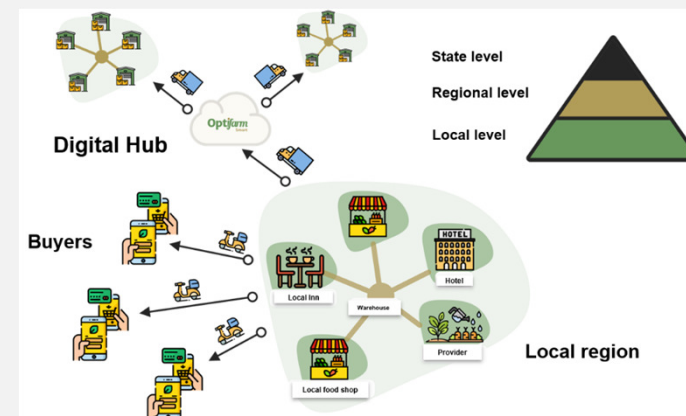 State level
Regional level
Local level
Optifarm
Digital Hub
Buyers
HOTEL
Hotel
Local Inn
Warehouse
Provider
Local region
Local food shop